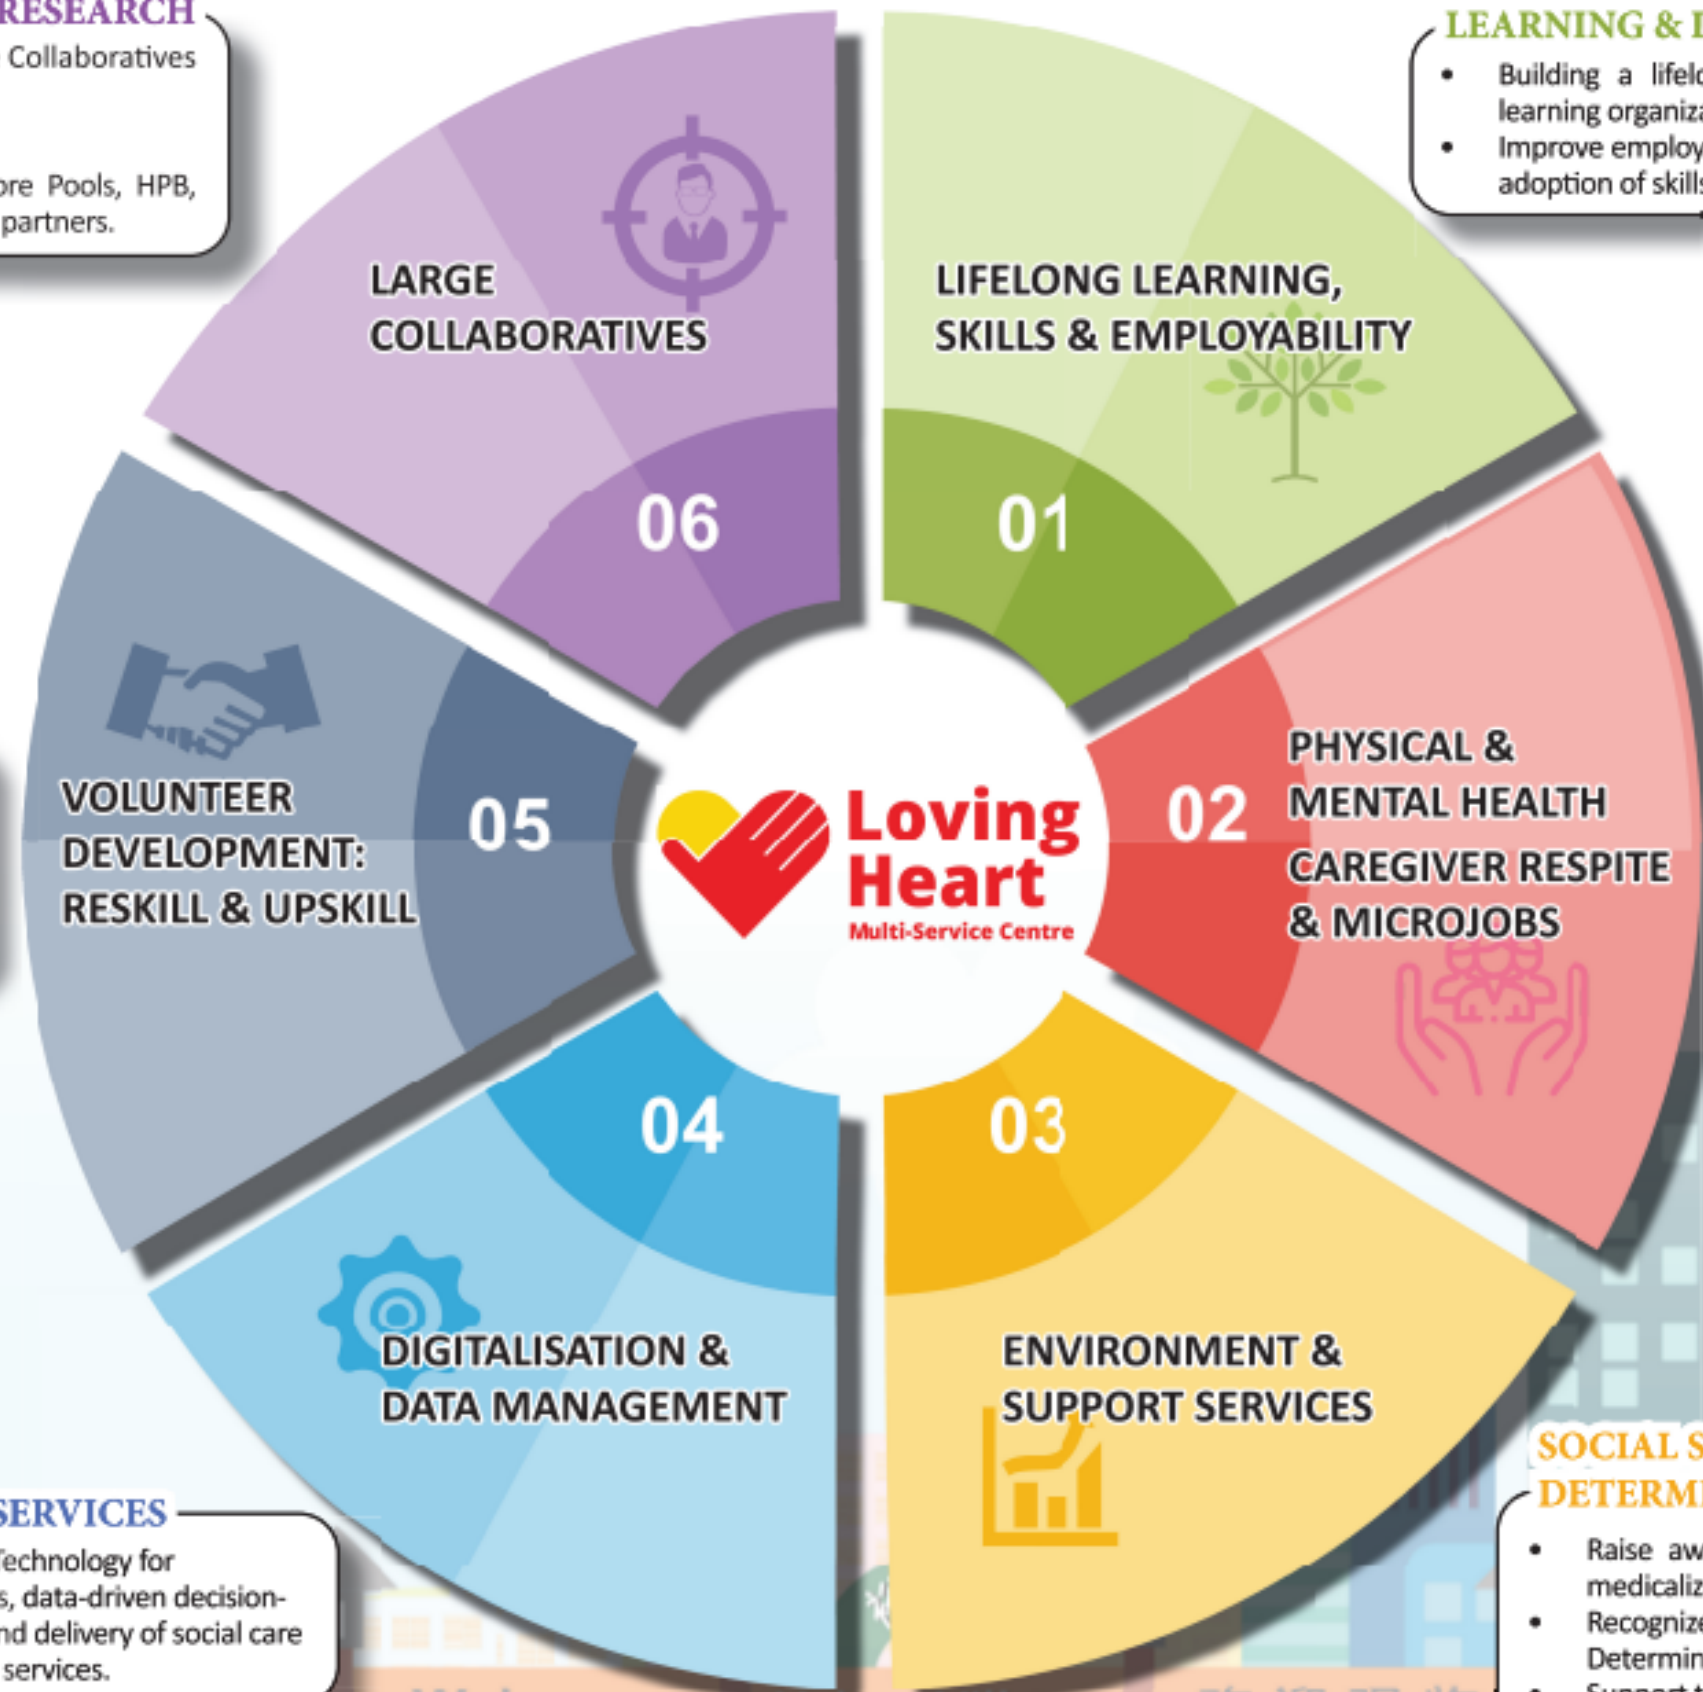 RESEARCH
Collaboratives
Pools, HPB,
partners.
LEARNING &
Building a
learning
Improve
adoption of
LARGE
COLLABORATIVES
06
LIFELONG LEARNING,
SKILLS & EMPLOYABILITY
01
PHYSICAL &
MENTAL HEALTH
CAREGIVER RESPITE
& MICROJOBS
02
VOLUNTEER
DEVELOPMENT:
RESKILL & UPSKILL
05
Loving
Heart
Multi-Service Centre
04
DIGITALISATION &
DATA MANAGEMENT
03
ENVIRONMENT &
SUPPORT SERVICES
SERVICES
Technology for
data-driven decision-
delivery of social care
services.
SOCIAL
Raise